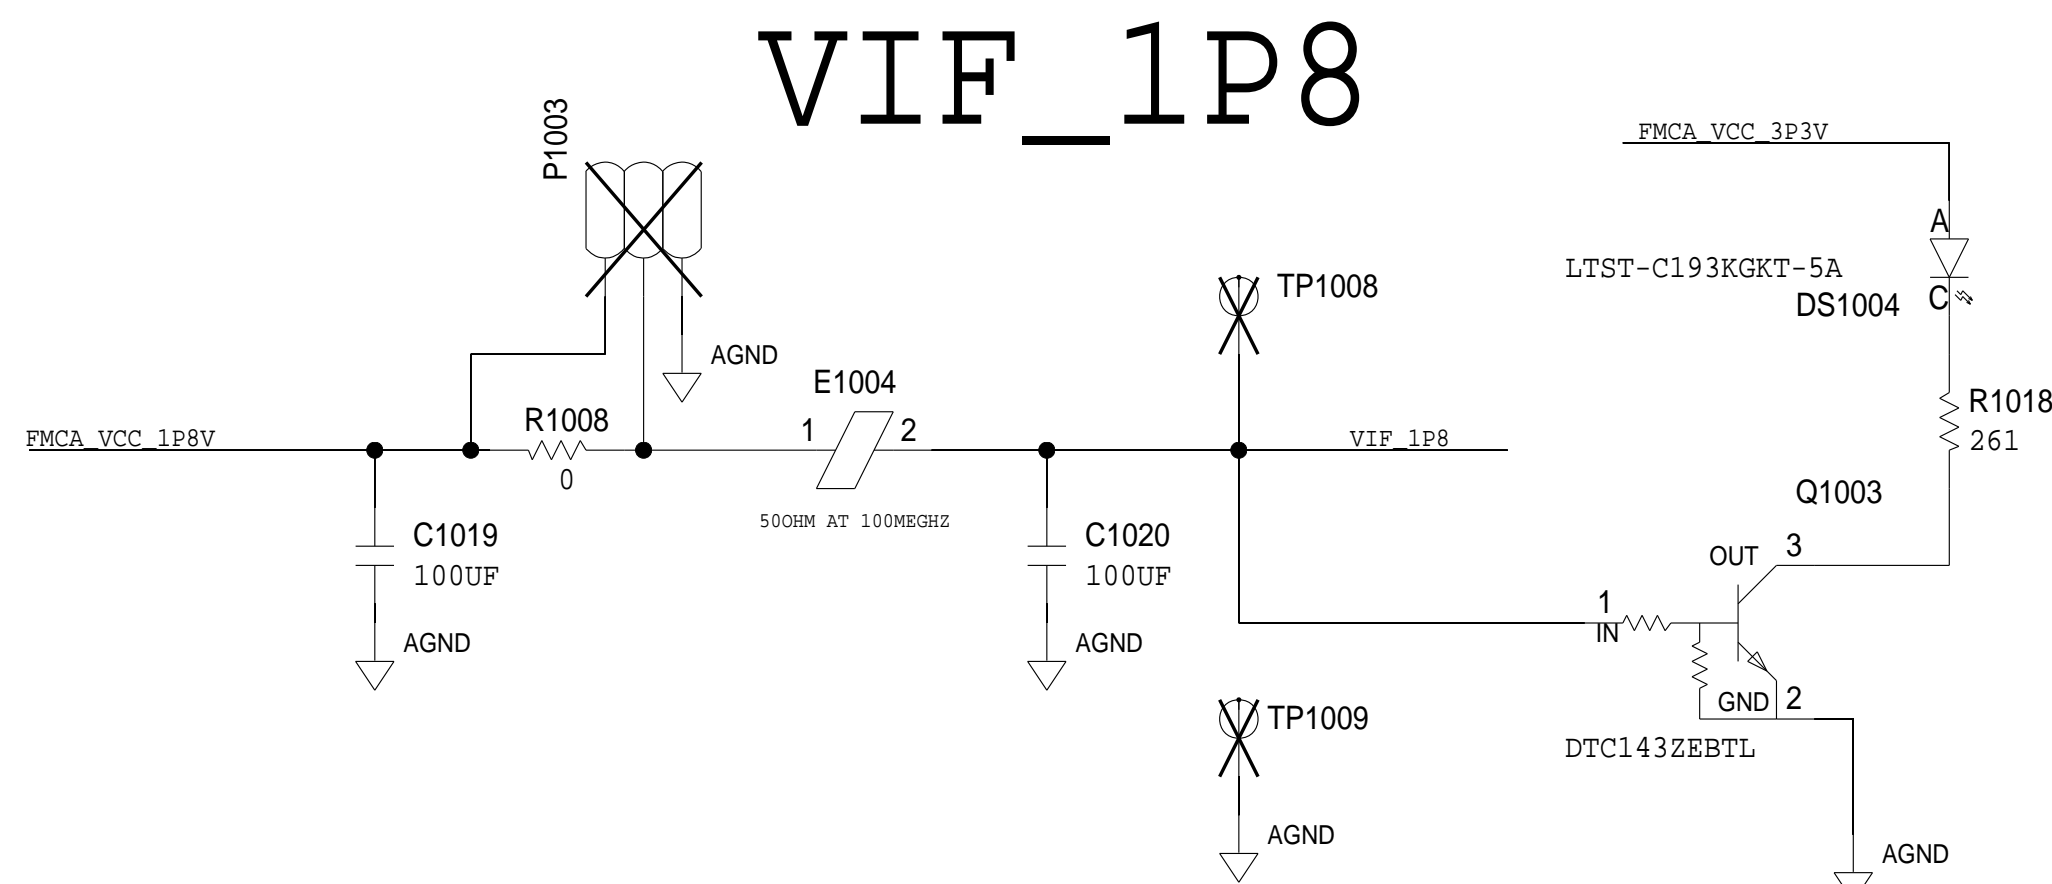 VIF_1P8
P1003
FMCA_VCC_3P3V
A
LTST-C193KGKT-5A
C
DS1004
TP1008
AGND
E1004
R1008
1
2
R1018
261
FMCA_VCC_1P8V
VIF_1P8
0
Q1003
50OHM AT 100MEGHZ
C1019
100UF
C1020
100UF
OUT
3
1
IN
AGND
AGND
GND
2
TP1009
DTC143ZEBTL
AGND
AGND